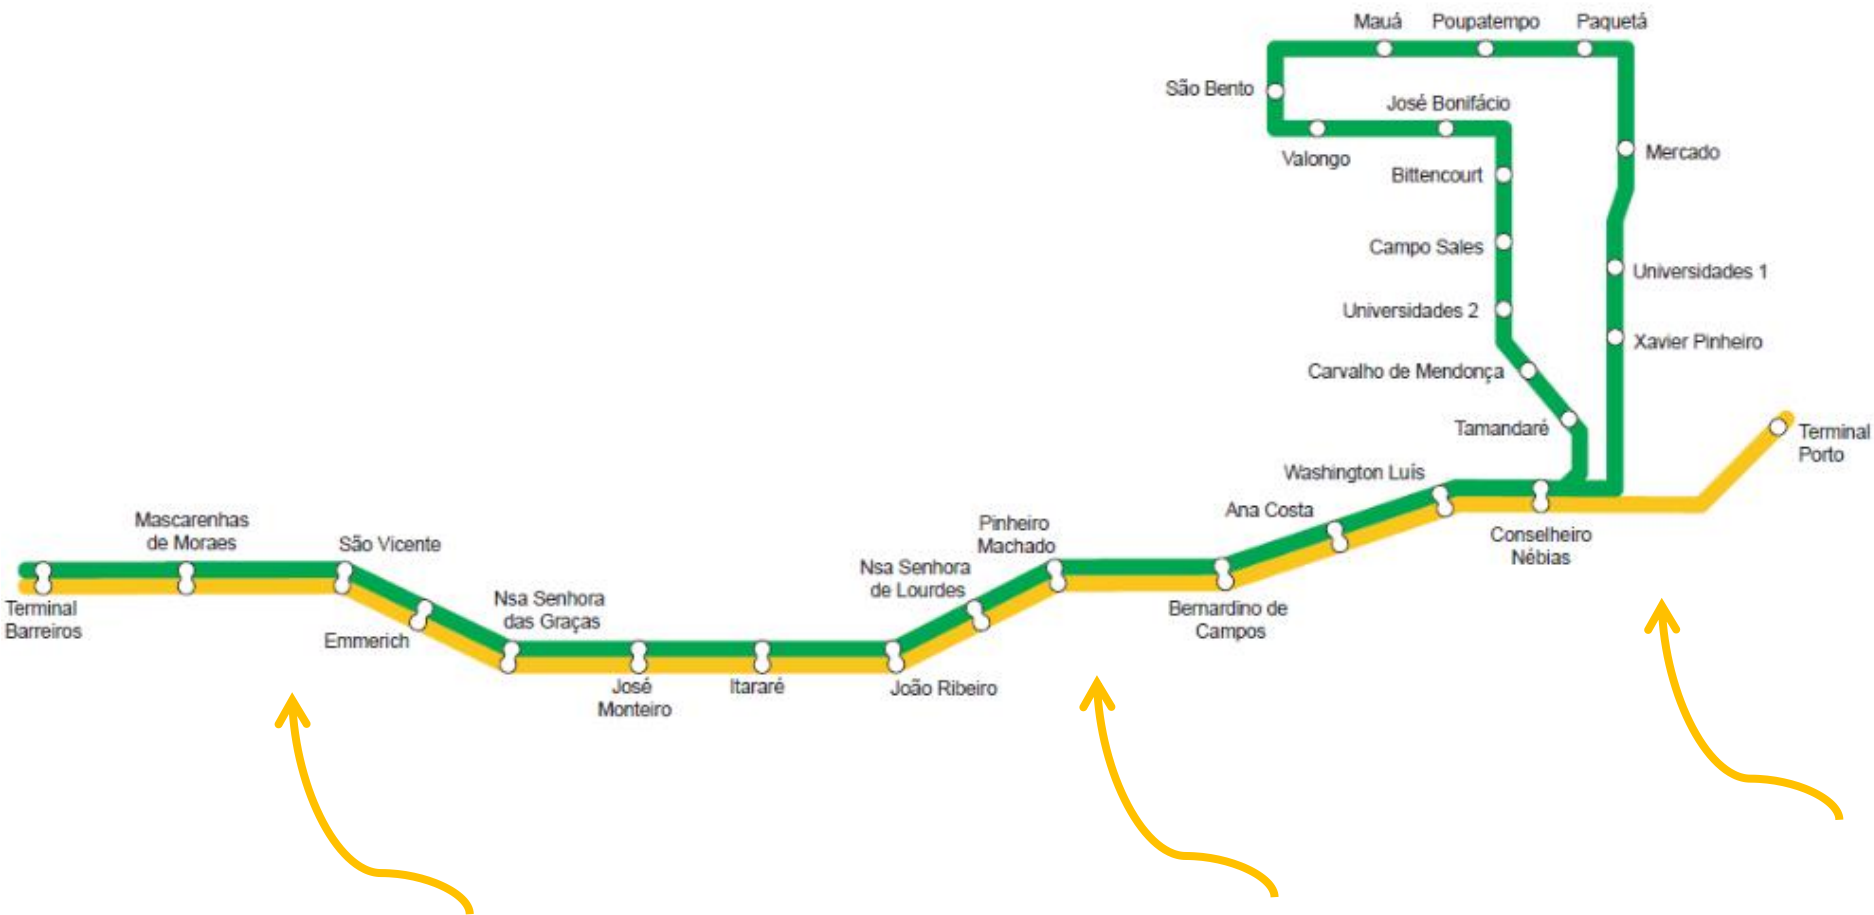 Mauá
Poupatempo
Paquetá
São Bento
José Bonifácio
Valongo
Mercado
Bittencourt
Campo Sales
Universidades 1
Universidades 2
Xavier Pinheiro
Carvalho de Mendonça
Tamandaré
Terminal
Porto
Washington Luís
Ana Costa
Conselheiro
Nébias
Pinheiro
Machado
Bernardino de
Campos
Nsa Senhora
de Lourdes
Mascarenhas
de Moraes
São Vicente
Terminal
Barreiros
Emmerich
Nsa Senhora
das Graças
José
Monteiro
Itararé
João Ribeiro